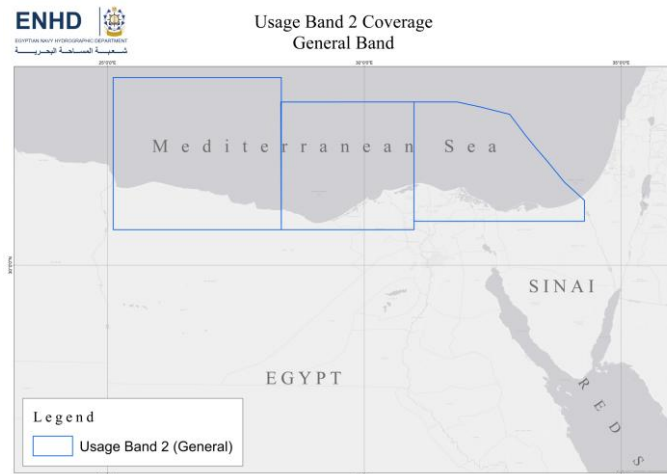 ENHD
EGYPTIAN NAVY HYDROGRAPHIC DEPARTMENT
شعبة المساحة البحرية
Usage Band 2 Coverage
General Band
Mediterranean Sea
SINAI
EGYPT
RED S
Legend
Usage Band 2 (General)